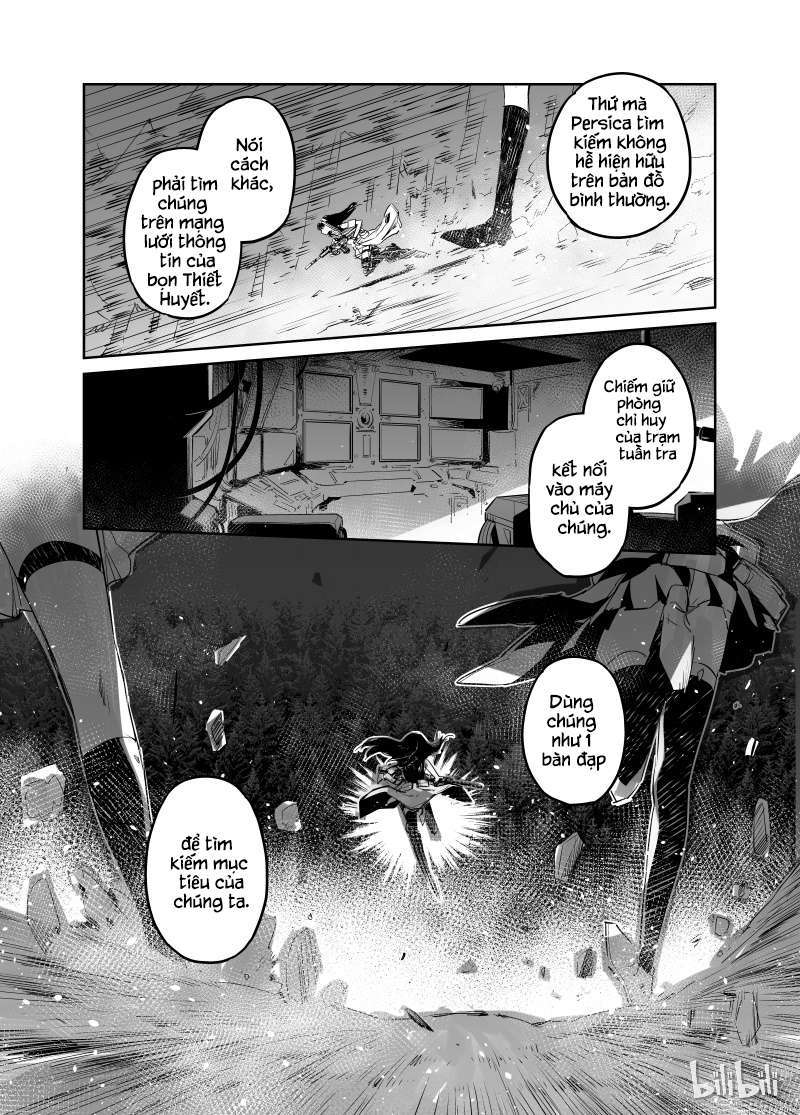 Thứ mà
Persica tìm
kiếm không
hề hiện hữu
trên bản đồ
bình thường.
Nói
cách
khác,
phải tìm
chúng
trên mạng
lưới thông
tin của
bọn Thiết
Huyết.
Chiếm giữ
phòng
chỉ huy
của trạm
tuần tra
kết nối
vào máy
chủ của
chúng.
Dùng
chúng
như 1
bàn đạp
để tìm
kiếm mục
tiêu của
chúng ta.
bilibili